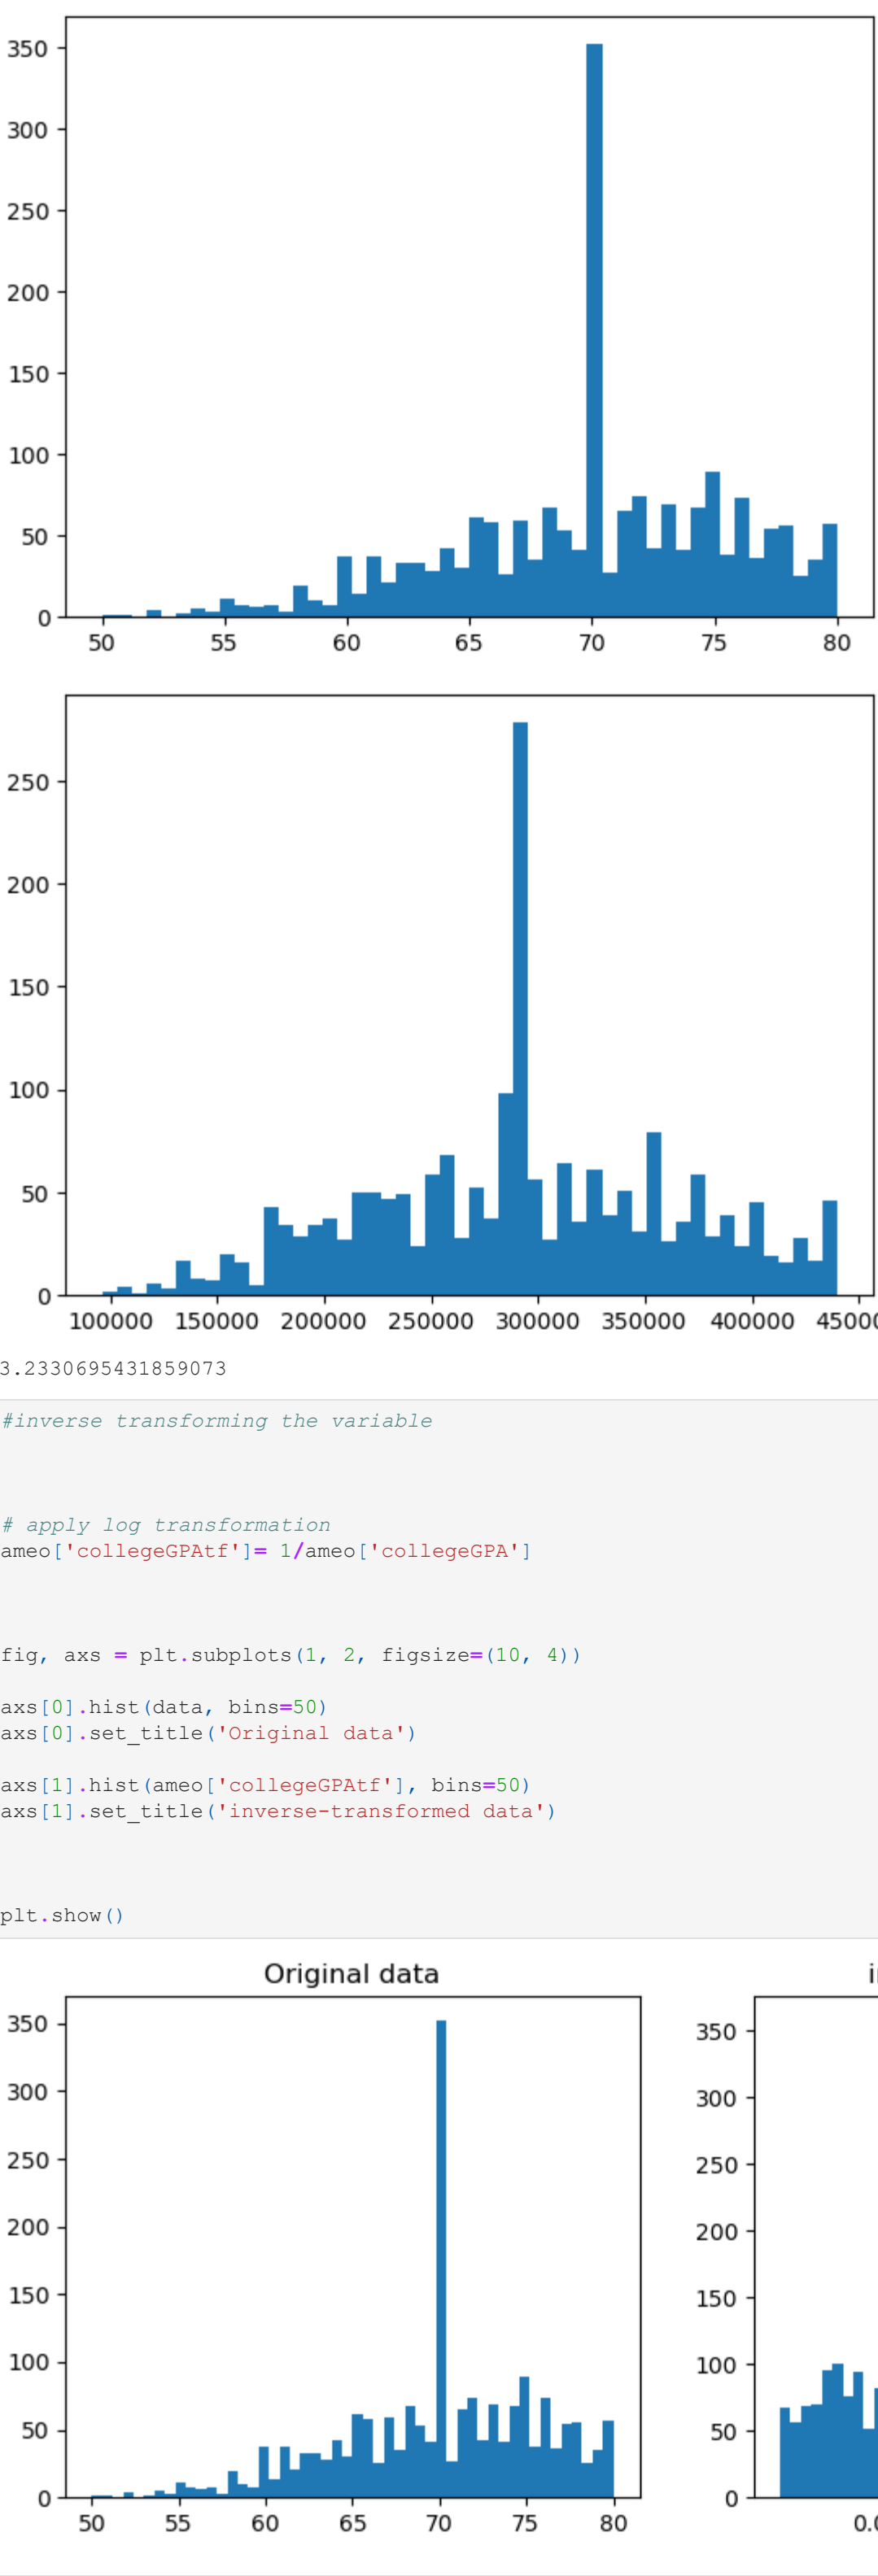 350
300
250
200
150
100
50
0
50 55 60 65 70 75 80
250
200
150
100
50
0
100000 150000 200000 250000 300000 350000 400000
3.2330695431859073
#inverse transforming the variable
# apply log transformation
ameo['collegeGPAtf']= 1/ameo['collegeGPA']
fig, axs = plt.subplots(1, 2, figsize=(10, 4))
axs[0].hist(data, bins=50)
axs[0].set_title('Original data')
axs[1].hist(ameo['collegeGPAtf'], bins=50)
axs[1].set_title('inverse-transformed data')
plt.show()
Original data
350
300
250
200
150
100
50
0
50 55 60 65 70 75 80
350
300
250
200
150
100
50
0